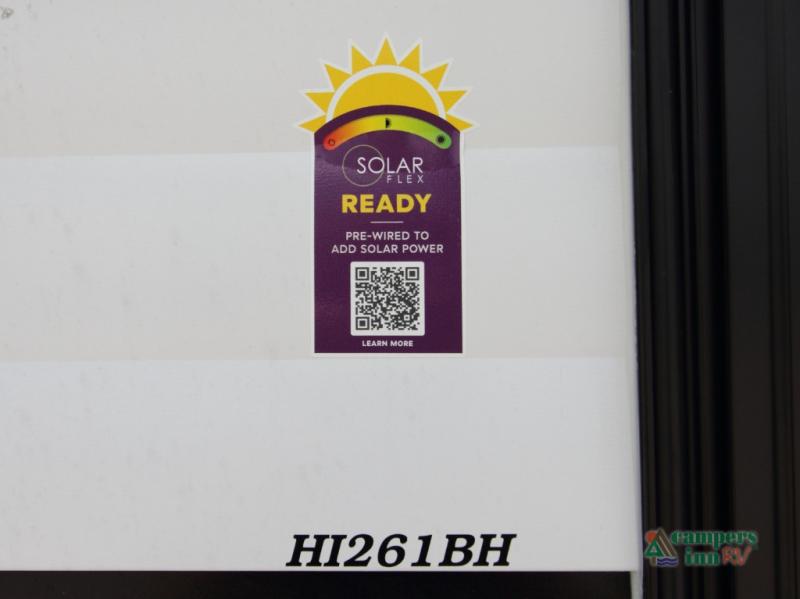 SOLAR
FLEX
READY
PRE-WIRED TO
ADD SOLAR POWER
LEARN MORE
HI261BH
campers
inn RV